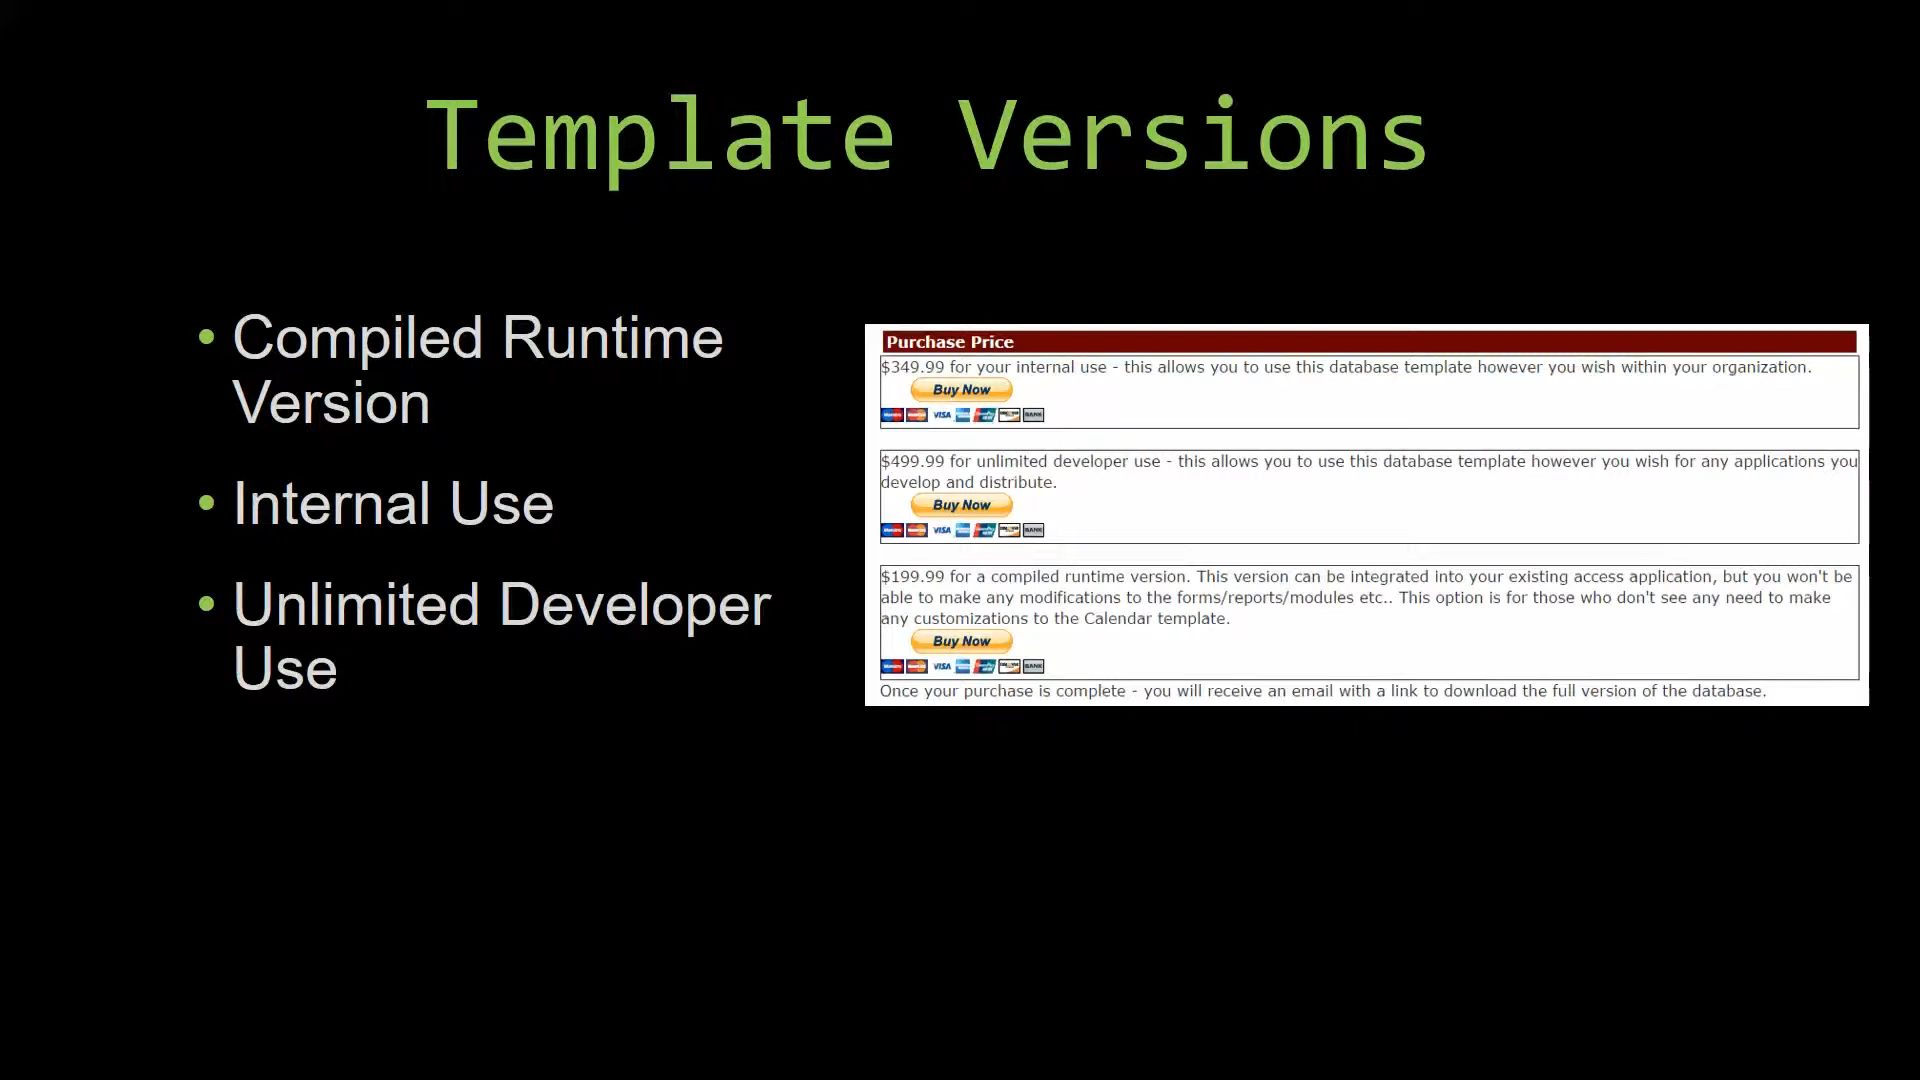 Template Versions
• Compiled Runtime
Version
• Internal Use
• Unlimited Developer
Use
Purchase Price
$349.99 for your internal use - this allows you to use this database template however you wish within your organization.
Buy Now
VISA BANK
$499.99 for unlimited developer use - this allows you to use this database template however you wish for any applications you
develop and distribute.
Buy Now
VISA BANK
$199.99 for a compiled runtime version. This version can be integrated into your existing access application, but you won't be
able to make any modifications to the forms/reports/modules etc.. This option is for those who don't see any need to make
any customizations to the Calendar template.
Buy Now
VISA BANK
Once your purchase is complete - you will receive an email with a link to download the full version of the database.